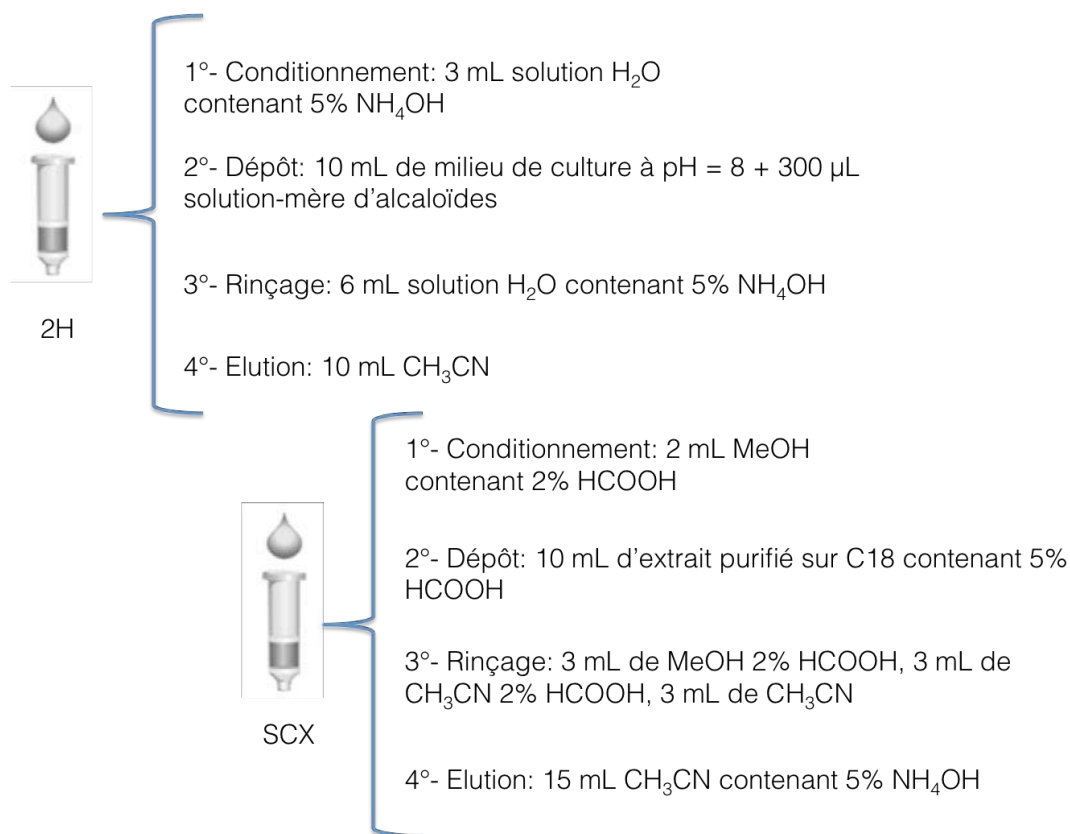 1°- Conditionnement: 3 mL solution H₂O
contenant 5% NH₄OH
2°- Dépôt: 10 mL de milieu de culture à pH = 8 + 300 µL
solution-mère d’alcaloïdes
3°- Rinçage: 6 mL solution H₂O contenant 5% NH₄OH
2H
4°- Elution: 10 mL CH₃CN
1°- Conditionnement: 2 mL MeOH
contenant 2% HCOOH
2°- Dépôt: 10 mL d’extrait purifié sur C18 contenant 5%
HCOOH
3°- Rinçage: 3 mL de MeOH 2% HCOOH, 3 mL de
CH₃CN 2% HCOOH, 3 mL de CH₃CN
SCX
4°- Elution: 15 mL CH₃CN contenant 5% NH₄OH